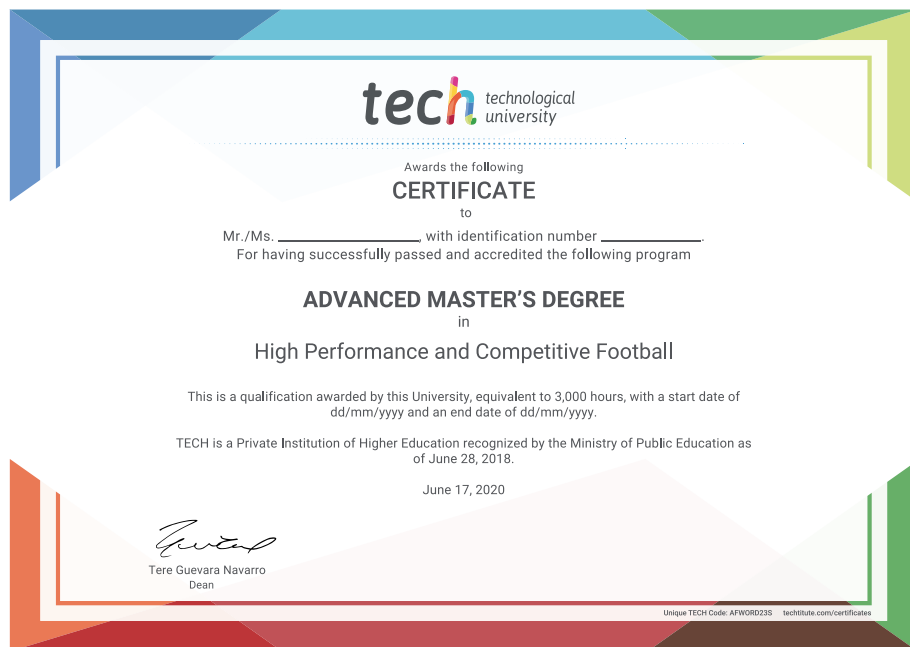 tech technological
university
Awards the following
CERTIFICATE
to
Mr./Ms. ____________________, with identification number ______________.
For having successfully passed and accredited the following program
ADVANCED MASTER'S DEGREE
in
High Performance and Competitive Football
This is a qualification awarded by this University, equivalent to 3,000 hours, with a start date of
dd/mm/yyyy and an end date of dd/mm/yyyy.
TECH is a Private Institution of Higher Education recognized by the Ministry of Public Education as
of June 28, 2018.
June 17, 2020
Tere Guevara Navarro
Dean
Unique TECH Code: AFWORD23S techtitute.com/certificates